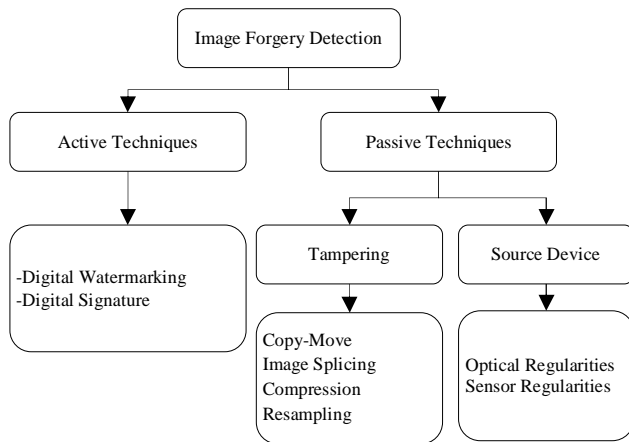 Image Forgery Detection
Active Techniques
Passive Techniques
-Digital Watermarking
-Digital Signature
Tampering
Source Device
Copy-Move
Image Splicing
Compression
Resampling
Optical Regularities
Sensor Regularities